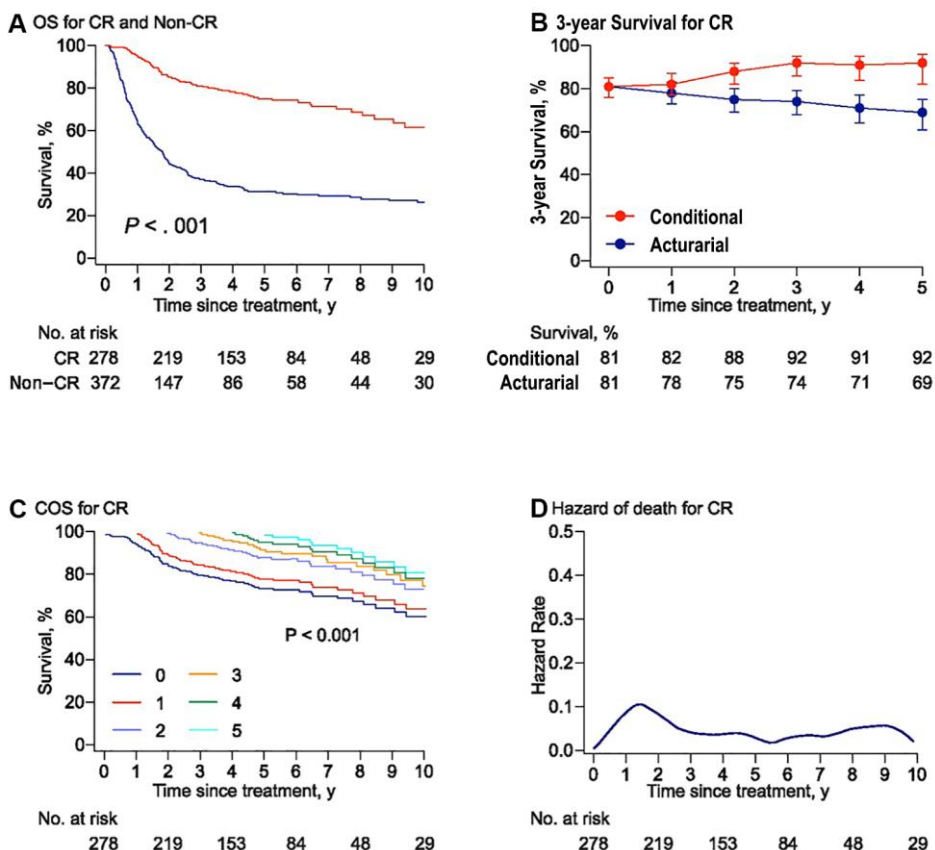 A OS for CR and Non-CR
Survival, %
100
80
60
40
20
0
P < . 001
0 1 2 3 4 5 6 7 8 9 10
Time since treatment, y
No. at risk
CR 278 219 153 84 48 29
Non-CR 372 147 86 58 44 30
B 3-year Survival for CR
3-year Survival, %
100
80
60
40
20
0
Conditional
Acturarial
0 1 2 3 4 5
Time since treatment, y
Survival, %
Conditional 81 82 88 92 91 92
Acturarial 81 78 75 74 71 69
C COS for CR
Survival, %
100
80
60
40
20
0
P < 0.001
0 3
1 4
2 5
0 1 2 3 4 5 6 7 8 9 10
Time since treatment, y
No. at risk
278 219 153 84 48 29
D Hazard of death for CR
Hazard Rate
0.5
0.4
0.3
0.2
0.1
0.0
0 1 2 3 4 5 6 7 8 9 10
Time since treatment, y
No. at risk
278 219 153 84 48 29